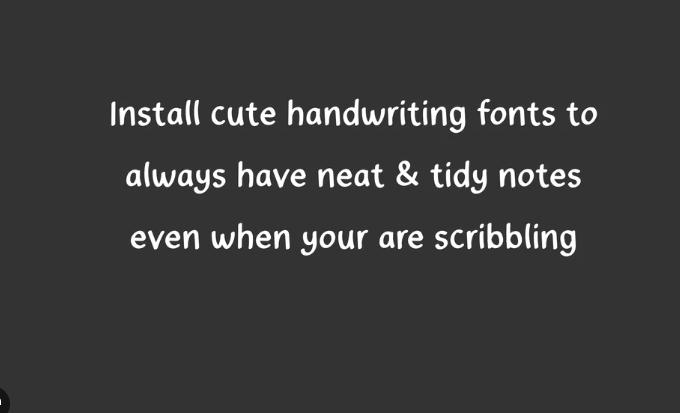 Install cute handwriting fonts to
always have neat & tidy notes
even when your are scribbling